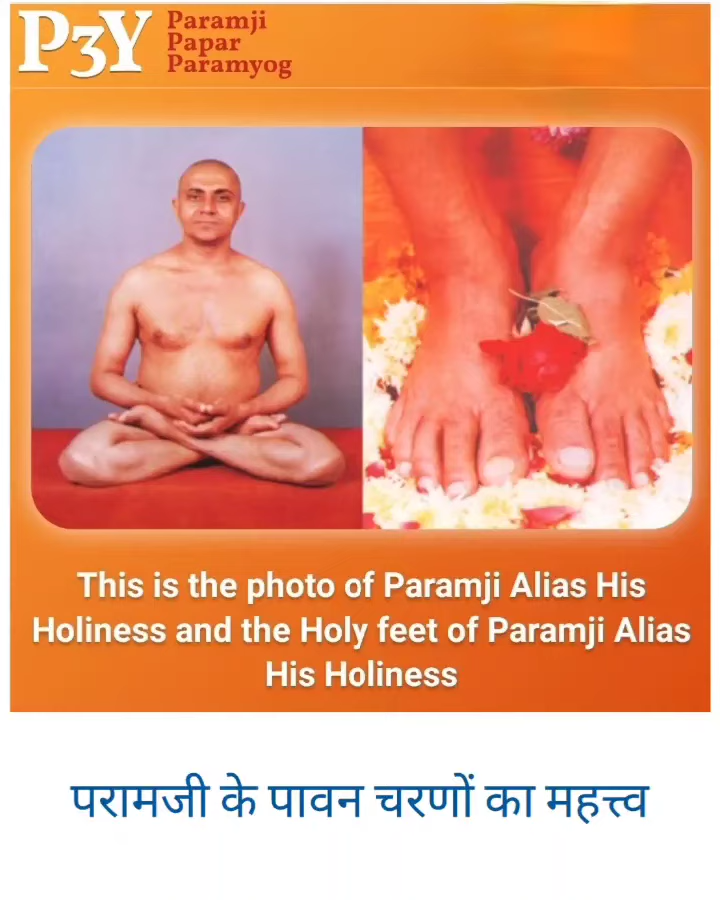 P3Y
Paramji
Papar
Paramyog
This is the photo of Paramji Alias His
Holiness and the Holy feet of Paramji Alias
His Holiness
परामजी के पावन चरणों का महत्त्व